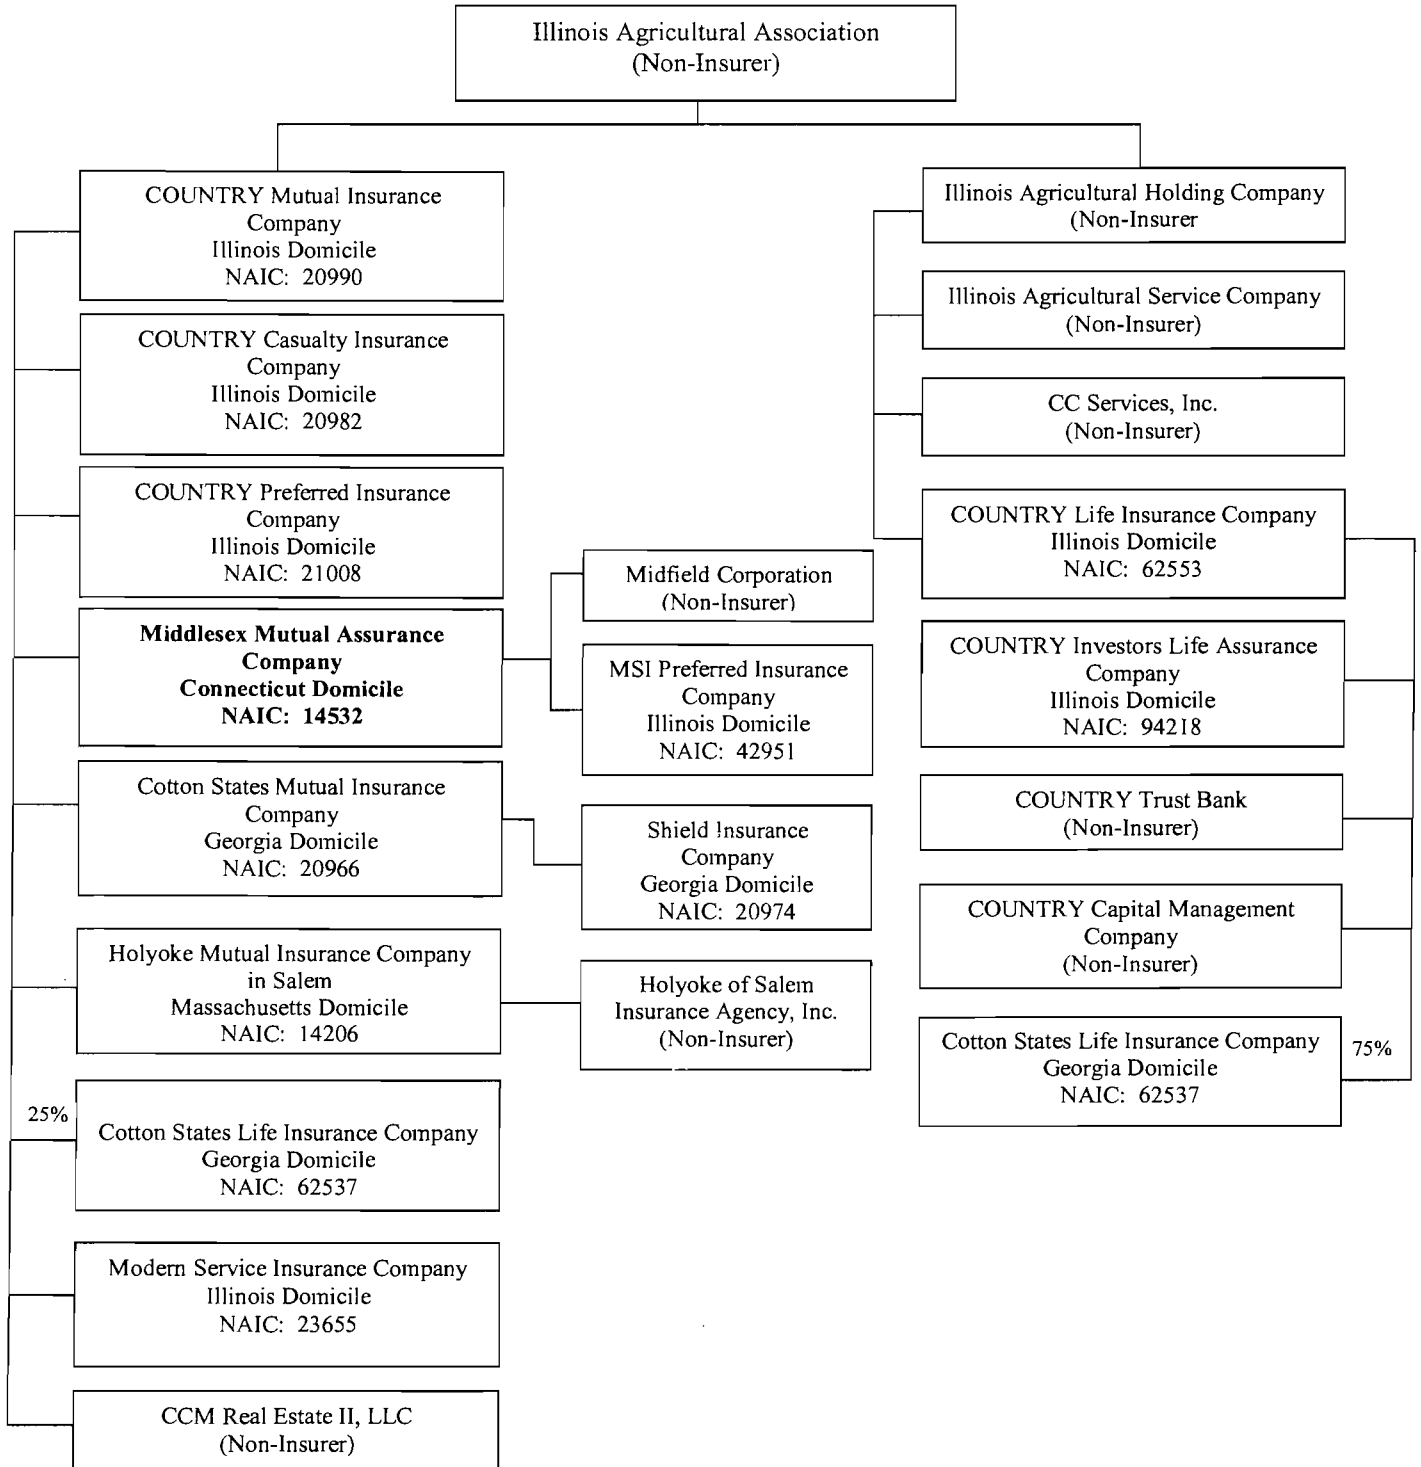 Illinois Agricultural Association
(Non-Insurer)
COUNTRY Mutual Insurance
Company
Illinois Domicile
NAIC: 20990
COUNTRY Casualty Insurance
Company
Illinois Domicile
NAIC: 20982
COUNTRY Preferred Insurance
Company
Illinois Domicile
NAIC: 21008
Middlesex Mutual Assurance
Company
Connecticut Domicile
NAIC: 14532
Cotton States Mutual Insurance
Company
Georgia Domicile
NAIC: 20966
Holyoke Mutual Insurance Company
in Salem
Massachusetts Domicile
NAIC: 14206
25%
Cotton States Life Insurance Company
Georgia Domicile
NAIC: 62537
Modern Service Insurance Company
Illinois Domicile
NAIC: 23655
CCM Real Estate II, LLC
(Non-Insurer)
Midfield Corporation
(Non-Insurer)
MSI Preferred Insurance
Company
Illinois Domicile
NAIC: 42951
Shield Insurance
Company
Georgia Domicile
NAIC: 20974
Holyoke of Salem
Insurance Agency, Inc.
(Non-Insurer)
Illinois Agricultural Holding Company
(Non-Insurer
Illinois Agricultural Service Company
(Non-Insurer)
CC Services, Inc.
(Non-Insurer)
COUNTRY Life Insurance Company
Illinois Domicile
NAIC: 62553
COUNTRY Investors Life Assurance
Company
Illinois Domicile
NAIC: 94218
COUNTRY Trust Bank
(Non-Insurer)
COUNTRY Capital Management
Company
(Non-Insurer)
Cotton States Life Insurance Company
Georgia Domicile
NAIC: 62537
75%